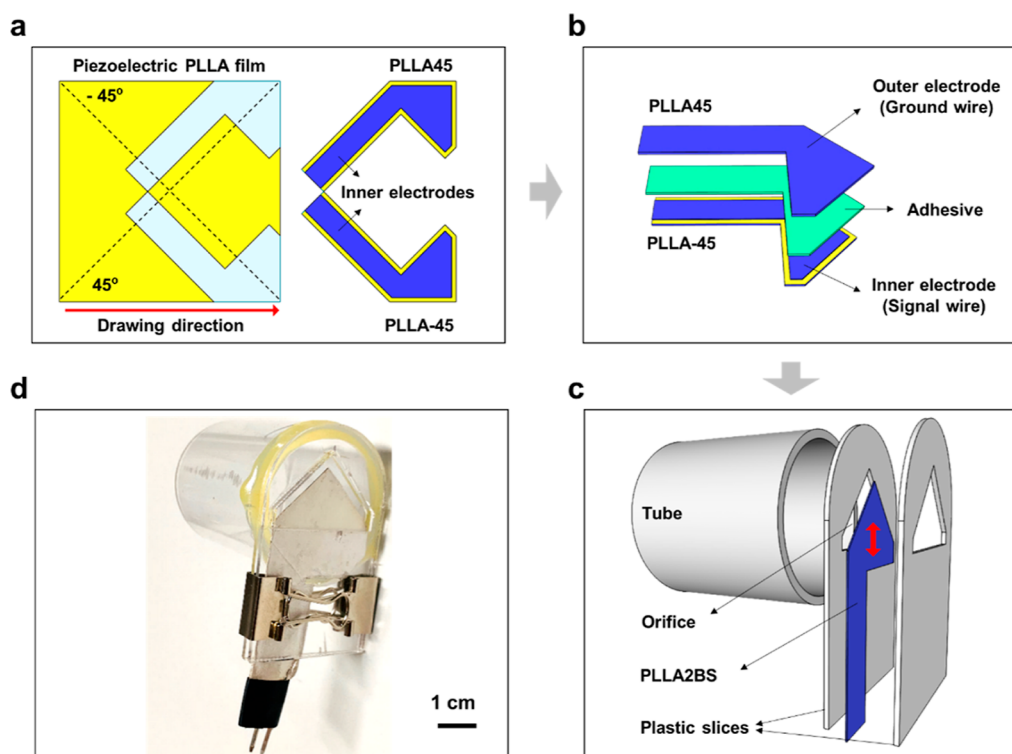 a
Piezoelectric PLLA film
PLLA45
- 45°
Inner electrodes
45°
Drawing direction
PLLA-45
b
PLLA45
Outer electrode
(Ground wire)
Adhesive
PLLA-45
Inner electrode
(Signal wire)
d
1 cm
c
Tube
Orifice
PLLA2BS
Plastic slices